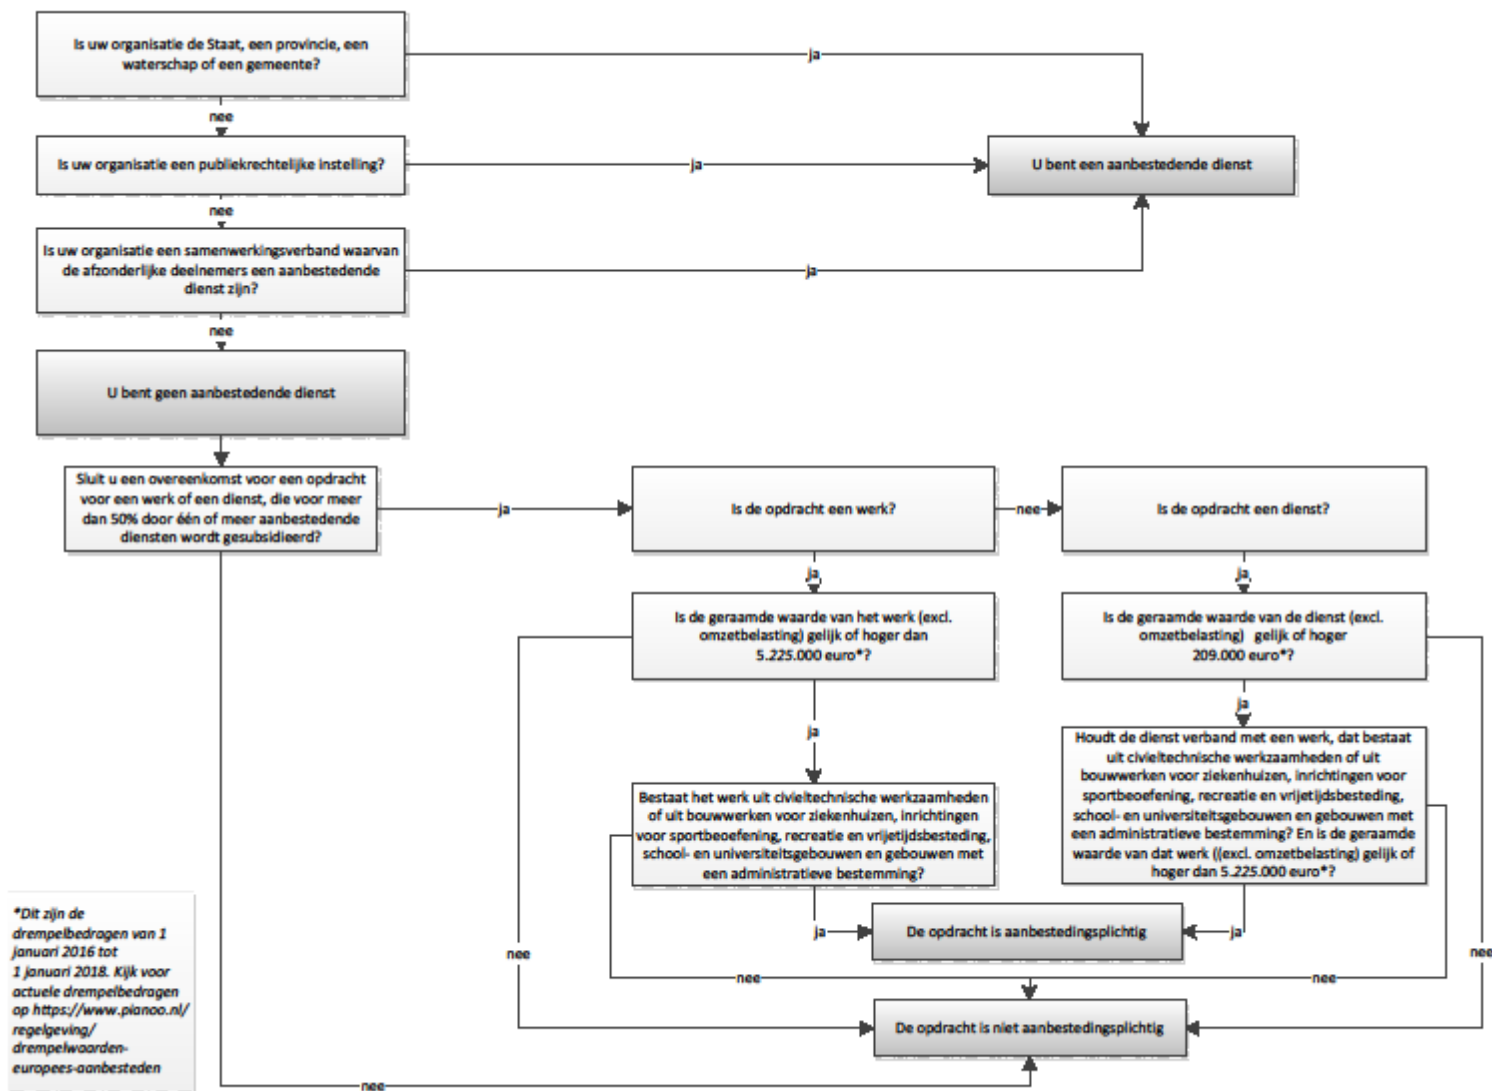 Is uw organisatie de Staat, een provincie, een
waterschap of een gemeente?
ja
nee
Is uw organisatie een publiekrechtelijke instelling?
ja
U bent een aanbestedende dienst
nee
Is uw organisatie een samenwerkingsverband waarvan
de afzonderlijke deelnemers een aanbestedende
dienst zijn?
ja
nee
U bent geen aanbestedende dienst
Sluit u een overeenkomst voor een opdracht
voor een werk of een dienst, die voor meer
dan 50% door één of meer aanbestedende
diensten wordt gesubsidieerd?
ja
Is de opdracht een werk?
nee
Is de opdracht een dienst?
ja
ja
Is de geraamde waarde van het werk (excl.
omzetbelasting) gelijk of hoger dan
5.225.000 euro*?
Is de geraamde waarde van de dienst (excl.
omzetbelasting) gelijk of hoger
209.000 euro*?
ja
ja
Bestaat het werk uit civieltechnische werkzaamheden
of uit bouwwerken voor ziekenhuizen, inrichtingen
voor sportbeoefening, recreatie en vrijetijdsbesteding,
school- en universiteitsgebouwen en gebouwen met
een administratieve bestemming?
Houdt de dienst verband met een werk, dat bestaat
uit civieltechnische werkzaamheden of uit
bouwwerken voor ziekenhuizen, inrichtingen voor
sportbeoefening, recreatie en vrijetijdsbesteding,
school- en universiteitsgebouwen en gebouwen met
een administratieve bestemming? En is de geraamde
waarde van dat werk ((excl. omzetbelasting) gelijk of
hoger dan 5.225.000 euro*?
ja
De opdracht is aanbestedingsplichtig
ja
nee
nee
nee
nee
De opdracht is niet aanbestedingsplichtig
nee
*Dit zijn de
drempelbedragen van 1
januari 2016 tot
1 januari 2018. Kijk voor
actuele drempelbedragen
op https://www.pianoo.nl/
regelgeving/
drempelwaarden-
europees-aanbesteden